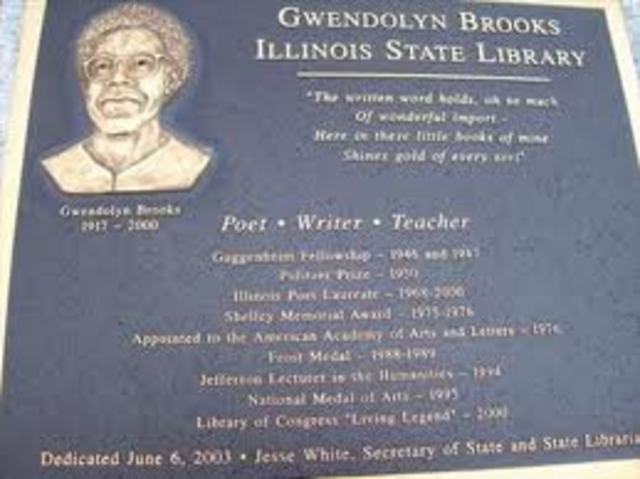 GWENDOLYN BROOKS
ILLINOIS STATE LIBRARY
"The written word holds, oh so much
Of wonderful import -
Here in these little books of mine
Shines gold of every sort"
Gwendolyn Brooks
1917 - 2000
Poet • Writer • Teacher
Guggenheim Fellowship - 1946 and 1947
Pulitzer Prize - 1950
Illinois Poet Laureate - 1968-2000
Shelley Memorial Award - 1975-1976
Appointed to the American Academy of Arts and Letters - 1976
Frost Medal - 1988-1989
Jefferson Lecturer in the Humanities - 1994
National Medal of Arts - 1995
Library of Congress "Living Legend" - 2000
Dedicated June 6, 2003 • Jesse White, Secretary of State and State Libraria